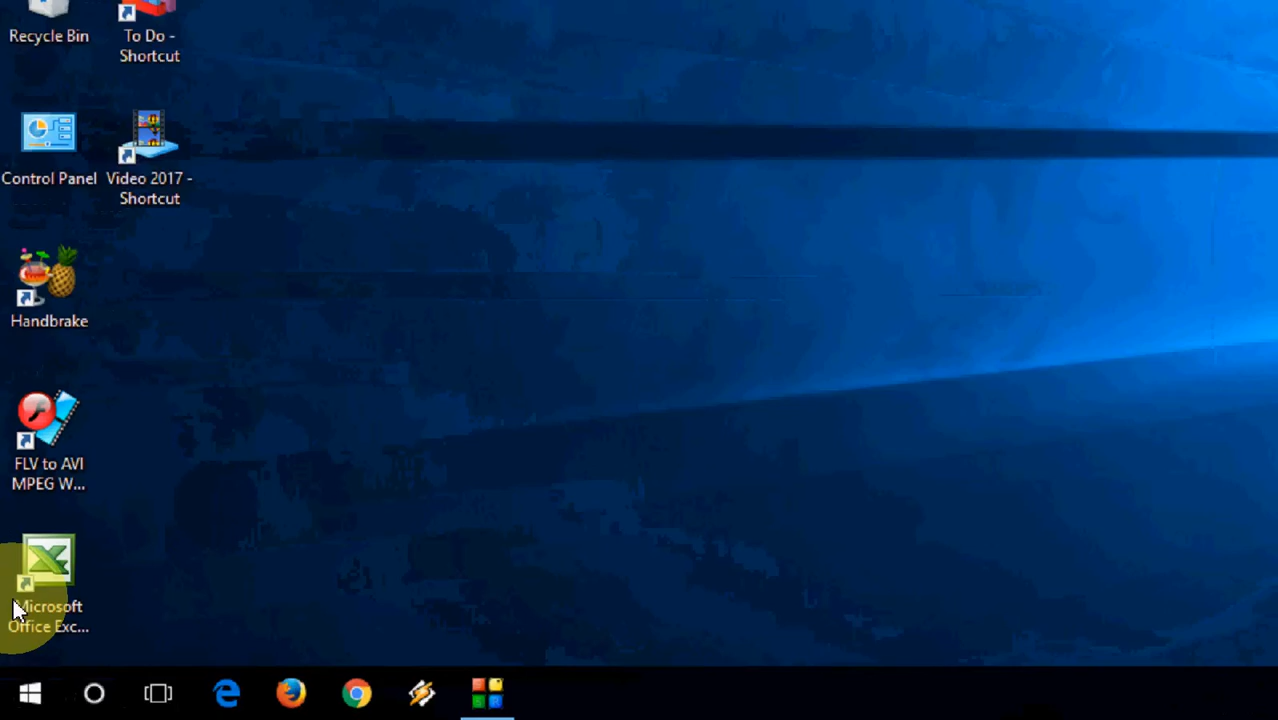 Recycle Bin
To Do -
Shortcut
Control Panel
Video 2017 -
Shortcut
Handbrake
FLV to AVI
MPEG W...
Microsoft
Office Exc...